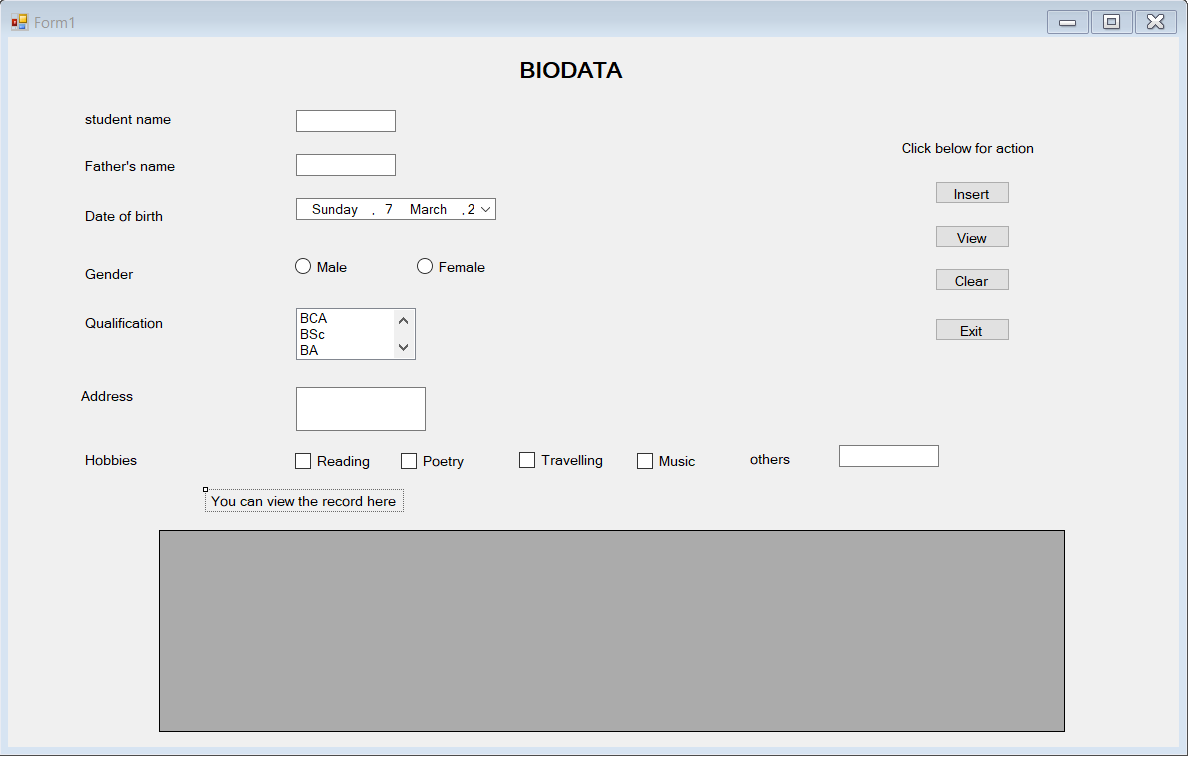 Form1
BIODATA
student name
Click below for action
Father's name
Insert
Date of birth
Sunday , 7 March , 2
View
Gender
Male Female
Clear
Qualification
BCA
BSc
BA
Exit
Address
Hobbies
Reading Poetry Travelling Music others
You can view the record here